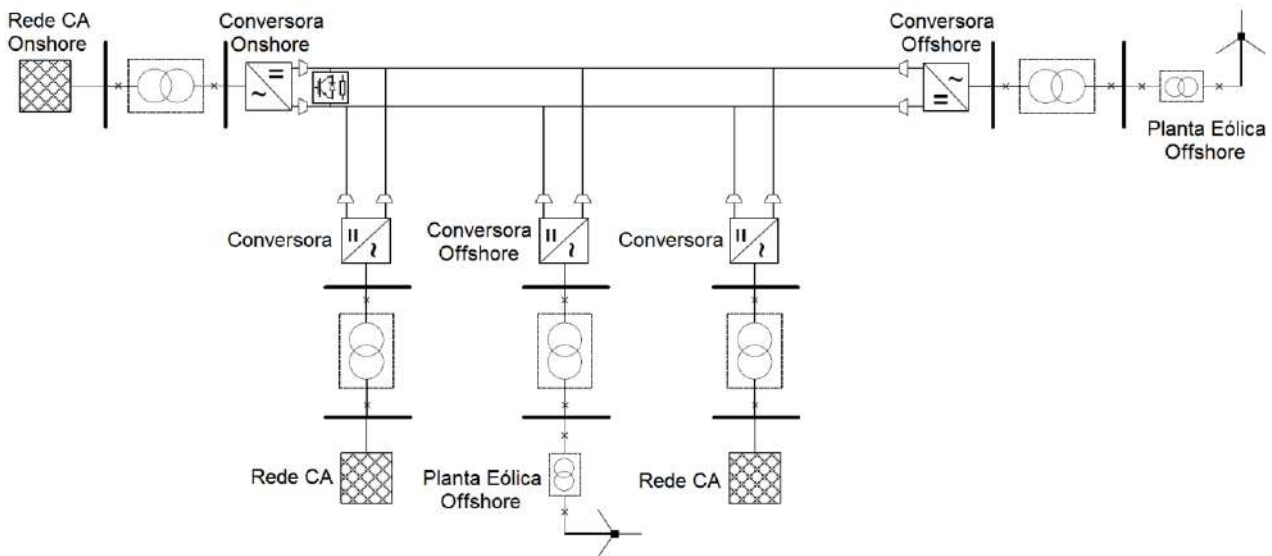 Rede CA
Onshore
Conversora
Onshore
Conversora
Offshore
Planta Eólica
Offshore
Conversora
Conversora
Offshore
Conversora
Rede CA
Planta Eólica
Offshore
Rede CA